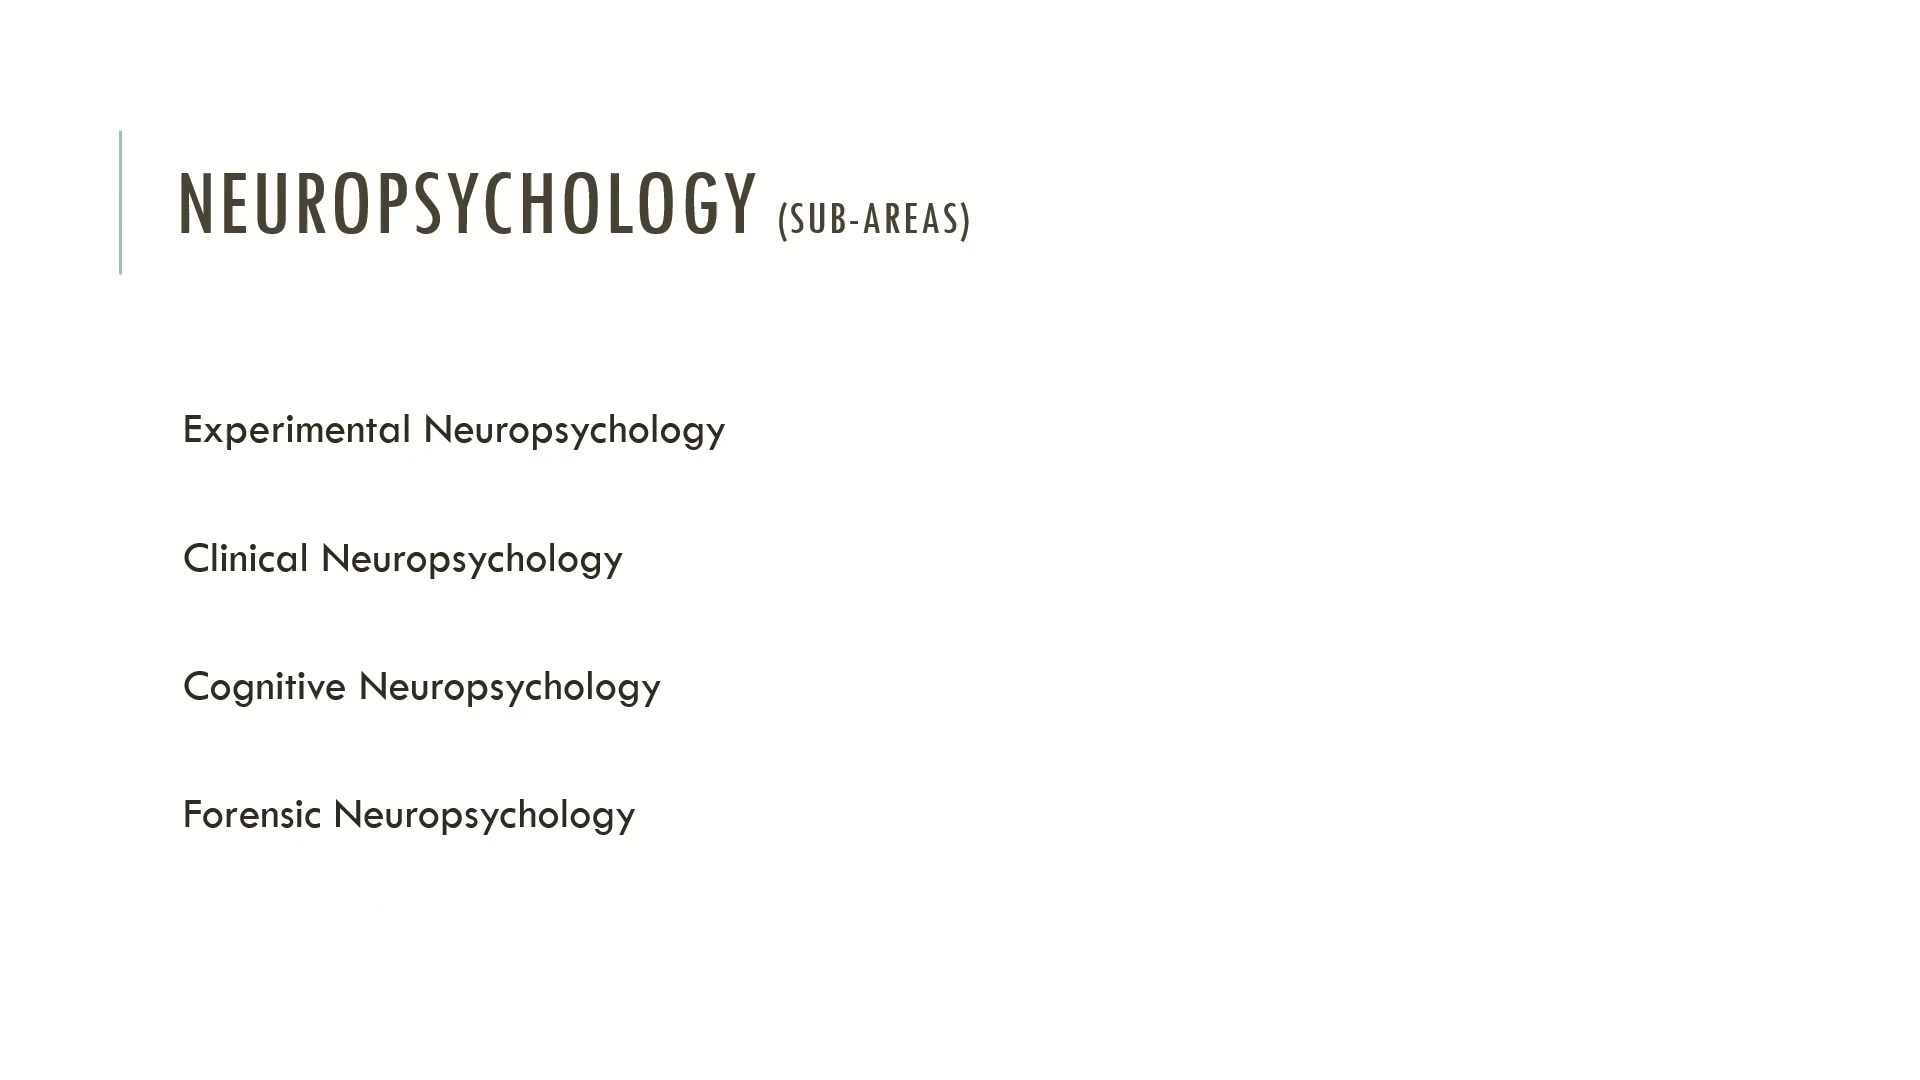 NEUROPSYCHOLOGY (SUB-AREAS)
Experimental Neuropsychology
Clinical Neuropsychology
Cognitive Neuropsychology
Forensic Neuropsychology